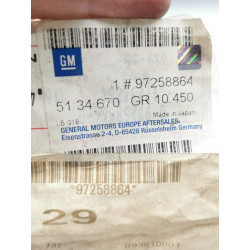 GM
1 # 97258864
51 34 670 GR 10 450
Made in Japan
GENERAL MOTORS EUROPE AFTERSALES
Eisenstrasse 2-4, D-65428 Rüsselsheim Germany
*97258864*
29